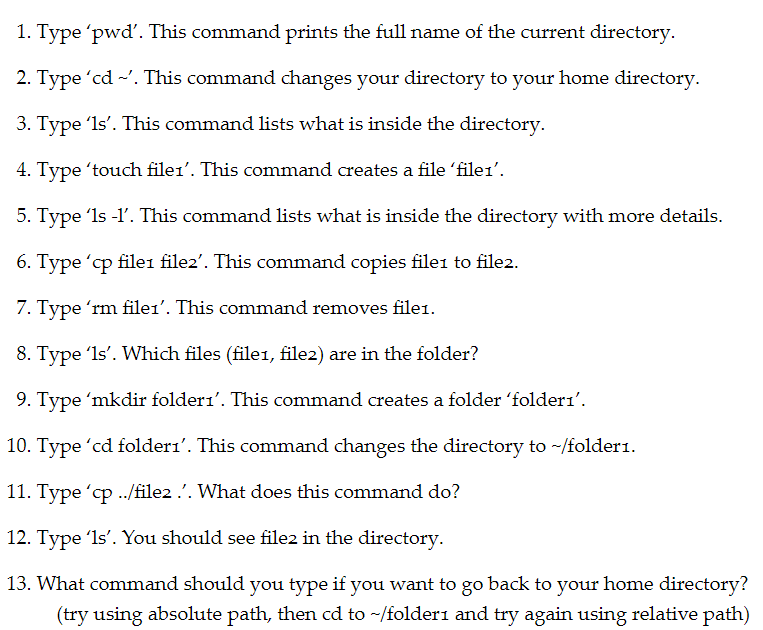 1. Type ‘pwd’. This command prints the full name of the current directory.
2. Type ‘cd ~’. This command changes your directory to your home directory.
3. Type ‘ls’. This command lists what is inside the directory.
4. Type ‘touch file1’. This command creates a file ‘file1’.
5. Type ‘ls -l’. This command lists what is inside the directory with more details.
6. Type ‘cp file1 file2’. This command copies file1 to file2.
7. Type ‘rm file1’. This command removes file1.
8. Type ‘ls’. Which files (file1, file2) are in the folder?
9. Type ‘mkdir folder1’. This command creates a folder ‘folder1’.
10. Type ‘cd folder1’. This command changes the directory to ~/folder1.
11. Type ‘cp ../file2 .’. What does this command do?
12. Type ‘ls’. You should see file2 in the directory.
13. What command should you type if you want to go back to your home directory?
(try using absolute path, then cd to ~/folder1 and try again using relative path)